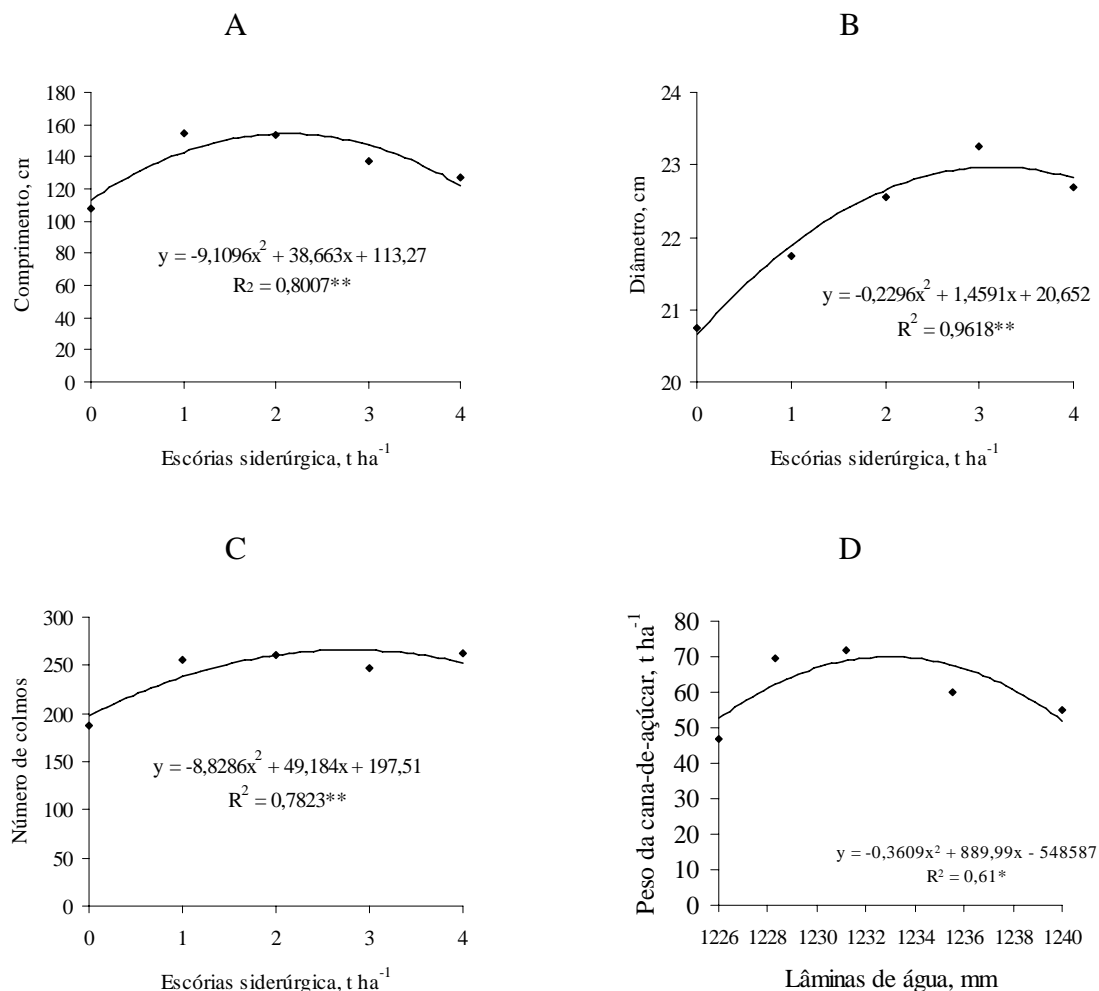 A
180
160
140
120
100
80
60
40
20
0
Comprimento, cn
y = -9,1096x² + 38,663x + 113,27
R2 = 0,8007**
0 1 2 3 4
Escórias siderúrgica, t ha⁻¹
B
24
23
22
21
20
Diâmetro, cm
y = -0,2296x² + 1,4591x + 20,652
R² = 0,9618**
0 1 2 3 4
Escórias siderúrgica, t ha⁻¹
C
300
250
200
150
100
50
0
Número de colmos
y = -8,8286x² + 49,184x + 197,51
R² = 0,7823**
0 1 2 3 4
Escórias siderúrgica, t ha⁻¹
D
80
70
60
50
40
30
20
10
0
Peso da cana-de-açúcar, t ha⁻¹
y = -0,3609x² + 889,99x - 548587
R² = 0,61*
1226 1228 1230 1232 1234 1236 1238 1240
Lâminas de água, mm